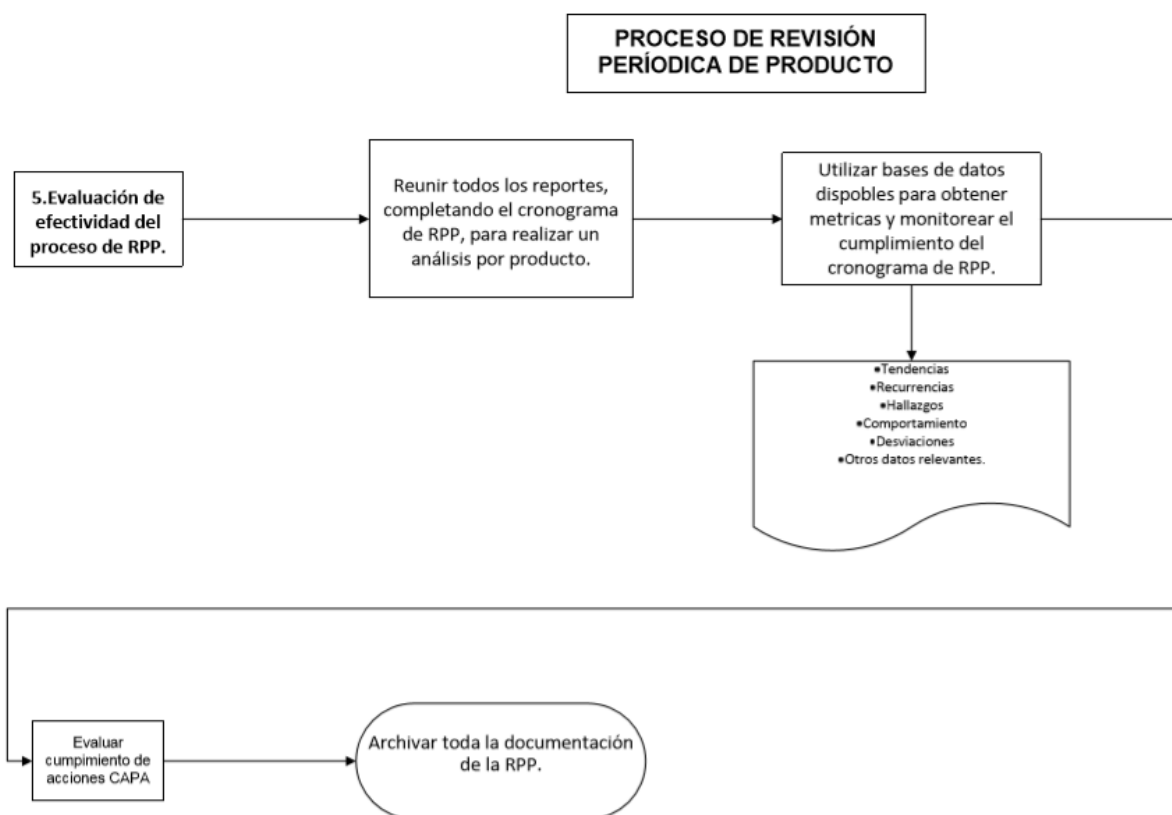 PROCESO DE REVISIÓN
PERÍODICA DE PRODUCTO
5.Evaluación de
efectividad del
proceso de RPP.
Reunir todos los reportes,
completando el cronograma
de RPP, para realizar un
análisis por producto.
Utilizar bases de datos
dispobles para obtener
metricas y monitorear el
cumplimiento del
cronograma de RPP.
•Tendencias
•Recurrencias
•Hallazgos
•Comportamiento
•Desviaciones
•Otros datos relevantes.
Evaluar
cumpimiento de
acciones CAPA
Archivar toda la documentación
de la RPP.